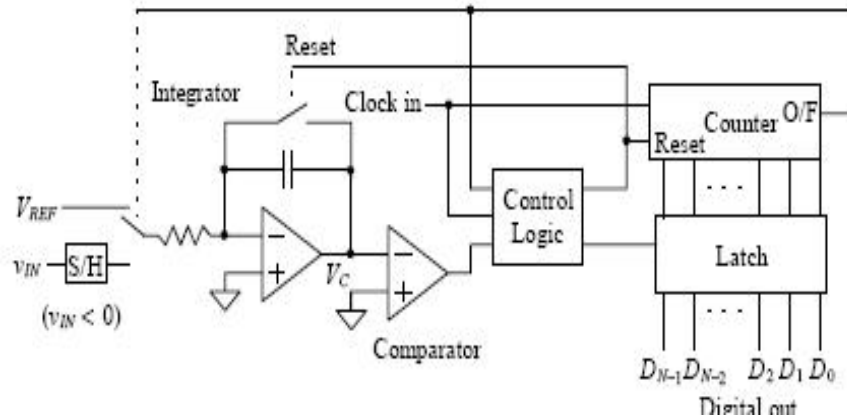 Reset
Integrator
Clock in
O/F
Counter
Reset
Control
Logic
V_REF
v_IN
S/H
(v_IN < 0)
−
+
V_C
−
+
Latch
Comparator
D_N−1 D_N−2 D_2 D_1 D_0
Digital out